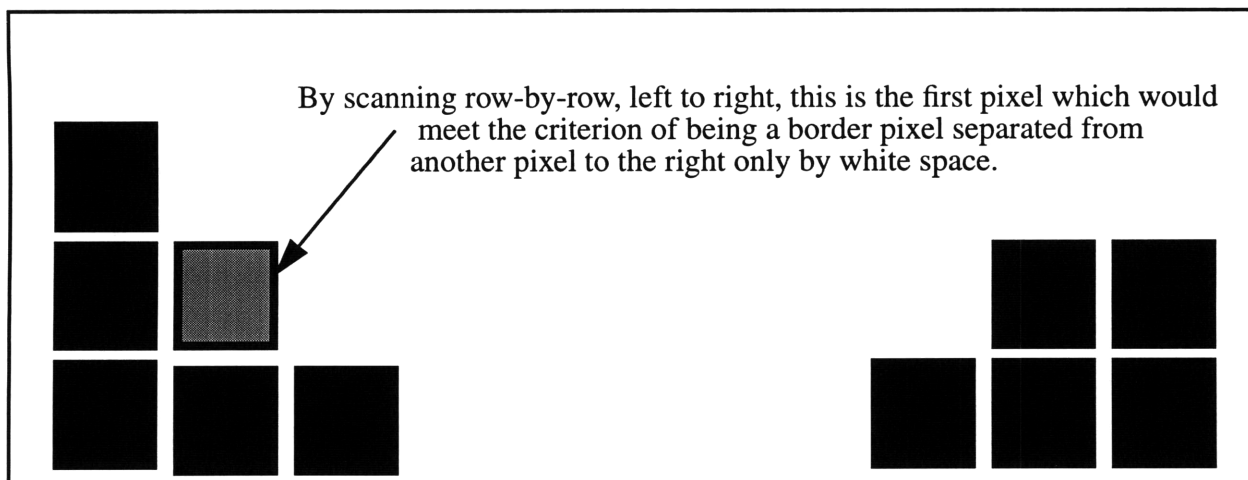 By scanning row-by-row, left to right, this is the first pixel which would
meet the criterion of being a border pixel separated from
another pixel to the right only by white space.